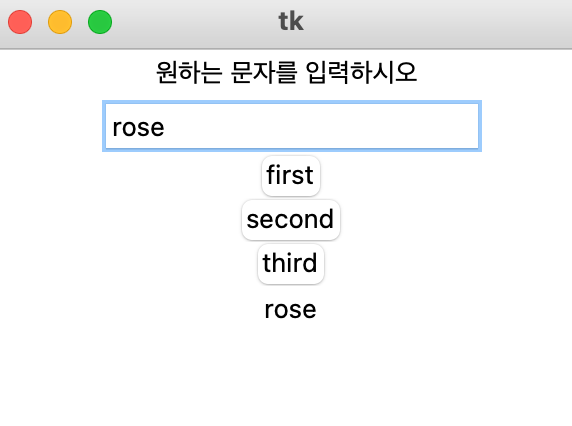 tk
원하는 문자를 입력하시오
rose
first
second
third
rose